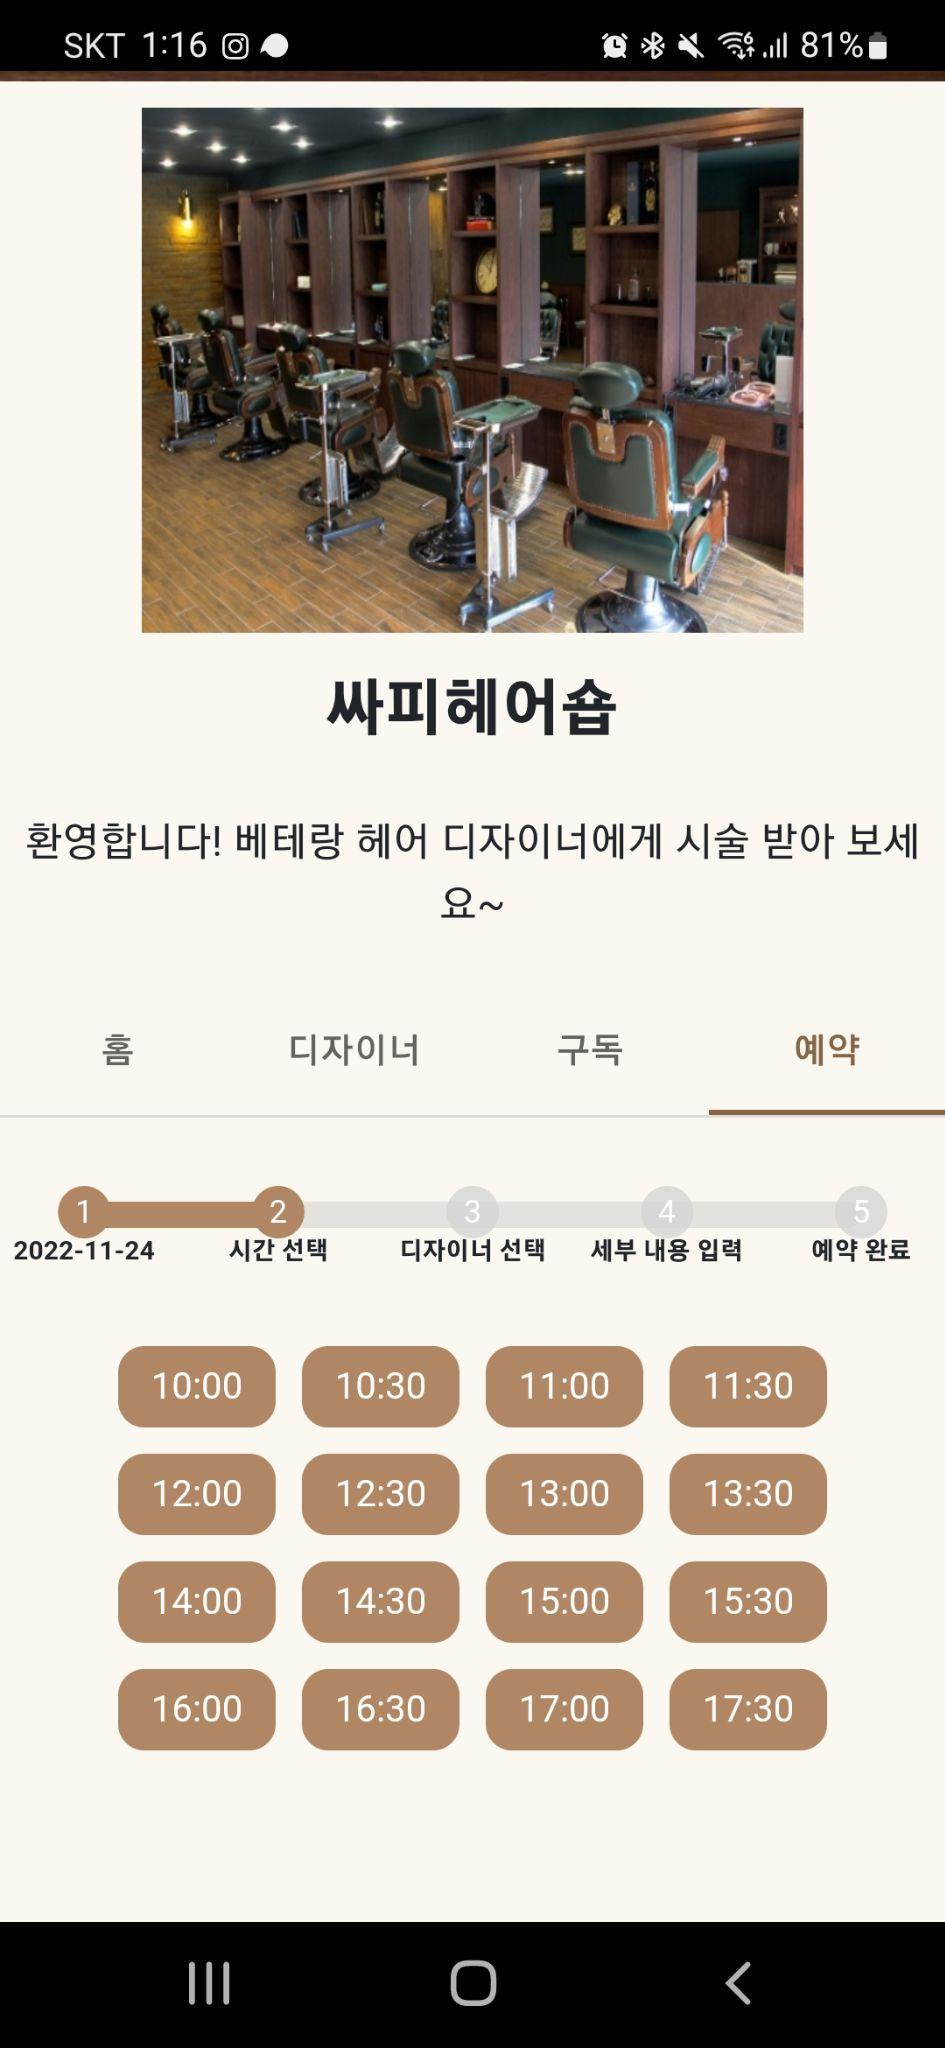 SKT 1:16 81%
싸피헤어숍
환영합니다! 베테랑 헤어 디자이너에게 시술 받아 보세
요~
홈 디자이너 구독 예약
1 2 3 4 5
2022-11-24 시간 선택 디자이너 선택 세부 내용 입력 예약 완료
10:00 10:30 11:00 11:30
12:00 12:30 13:00 13:30
14:00 14:30 15:00 15:30
16:00 16:30 17:00 17:30